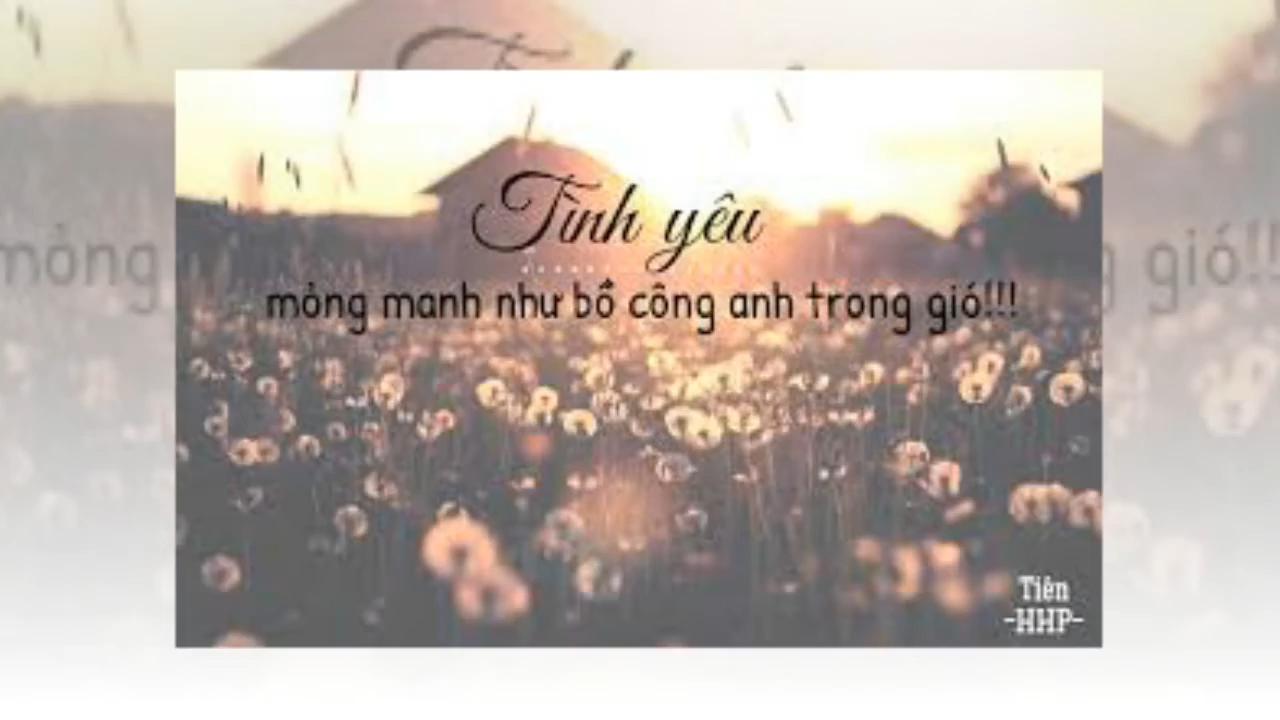 Tình yêu
mỏng manh như bồ công anh trong gió!!!
Tiên
-HHP-